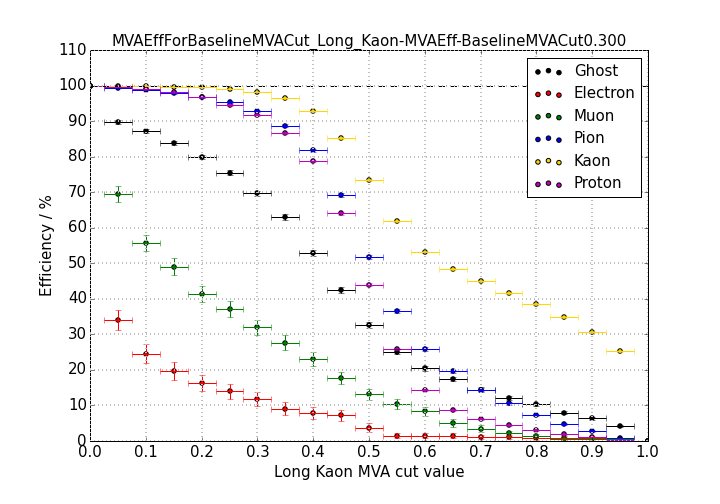 MVAEffForBaselineMVACut_Long_Kaon-MVAEff-BaselineMVACut0.300
110
100
90
80
70
60
50
40
30
20
10
0
Efficiency / %
Ghost
Electron
Muon
Pion
Kaon
Proton
0.0 0.1 0.2 0.3 0.4 0.5 0.6 0.7 0.8 0.9 1.0
Long Kaon MVA cut value